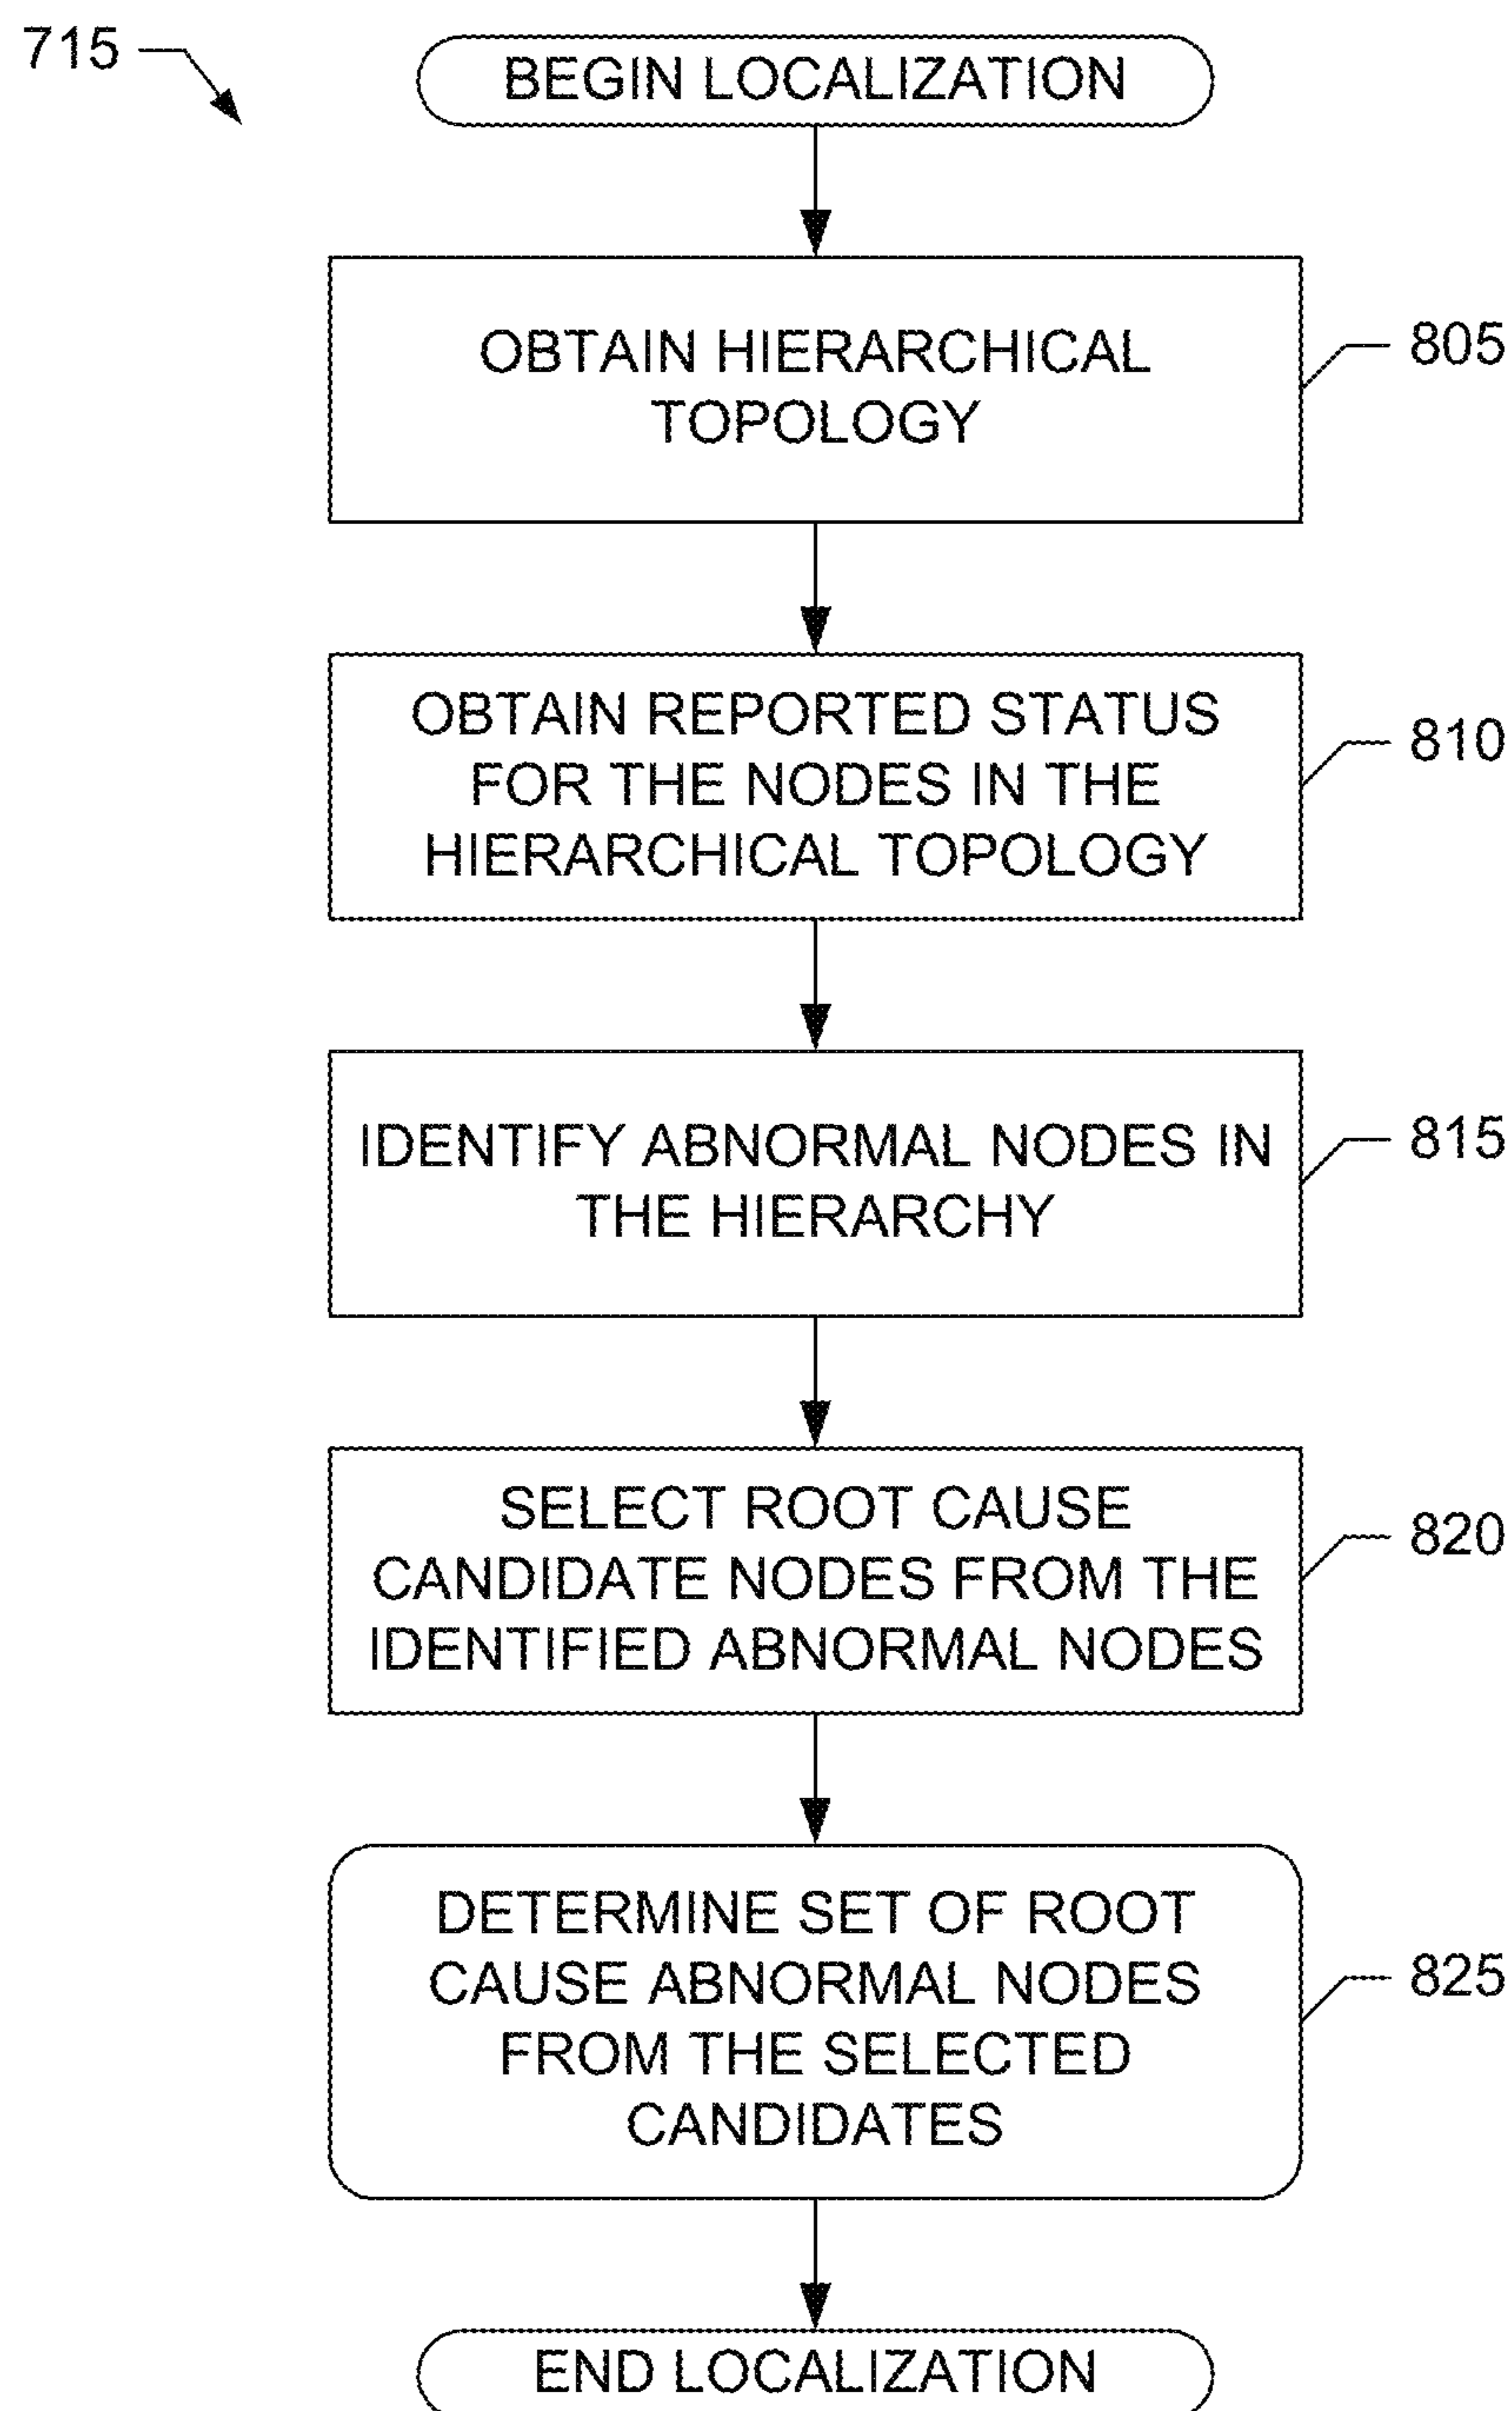 715
BEGIN LOCALIZATION
OBTAIN HIERARCHICAL
TOPOLOGY
805
OBTAIN REPORTED STATUS
FOR THE NODES IN THE
HIERARCHICAL TOPOLOGY
810
IDENTIFY ABNORMAL NODES IN
THE HIERARCHY
815
SELECT ROOT CAUSE
CANDIDATE NODES FROM THE
IDENTIFIED ABNORMAL NODES
820
DETERMINE SET OF ROOT
CAUSE ABNORMAL NODES
FROM THE SELECTED
CANDIDATES
825
END LOCALIZATION